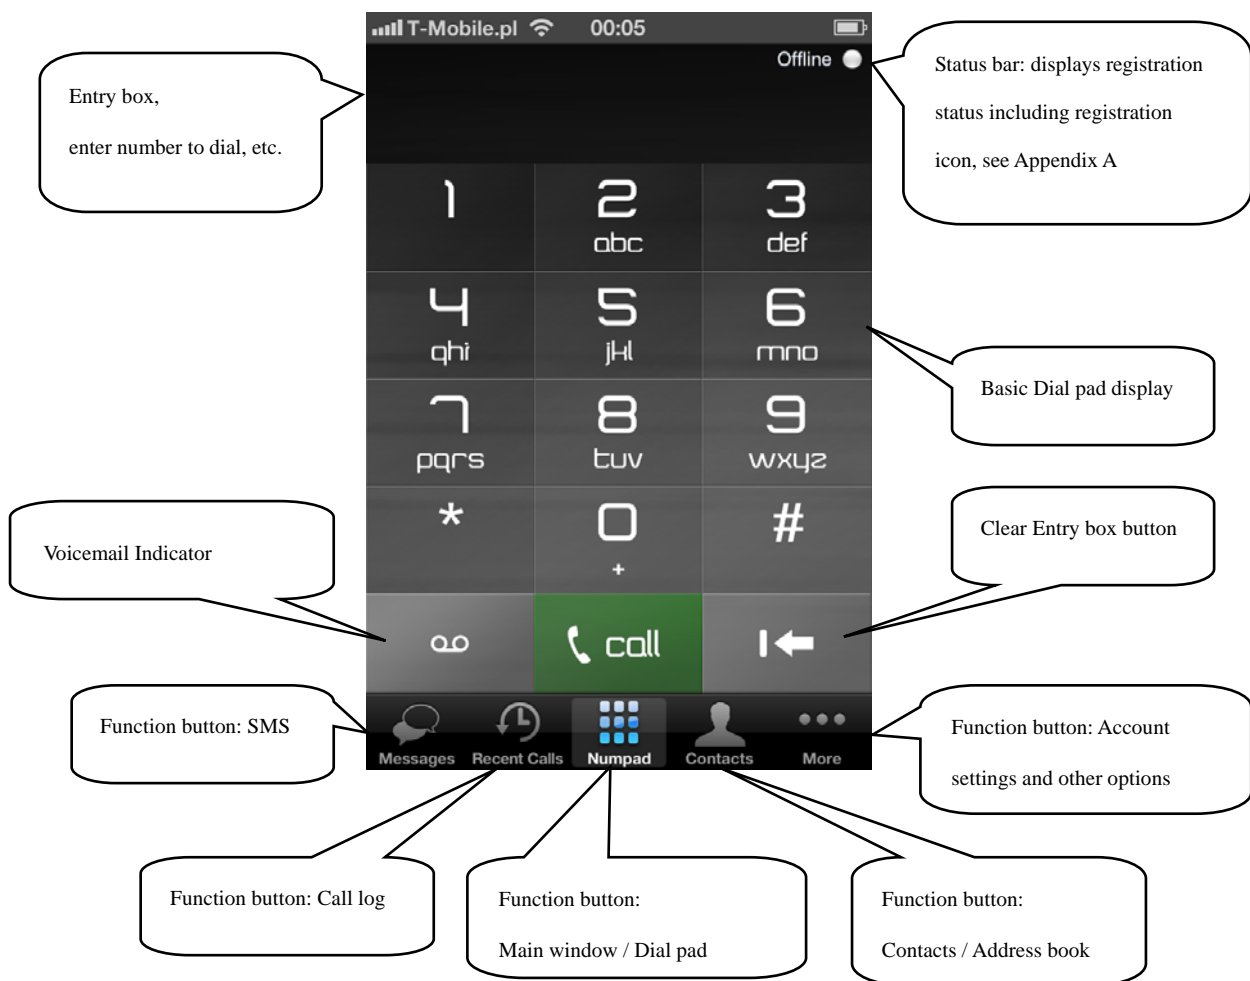 T-Mobile.pl 00:05
Offline
Entry box,
enter number to dial, etc.
Status bar: displays registration
status including registration
icon, see Appendix A
1 2 3
abc def
4 5 6
ghi jkl mno
Basic Dial pad display
7 8 9
pqrs tuv wxyz
* 0 #
+
Clear Entry box button
Voicemail Indicator
call
Function button: SMS
Messages Recent Calls Numpad Contacts More
Function button: Account
settings and other options
Function button: Call log
Function button:
Main window / Dial pad
Function button:
Contacts / Address book